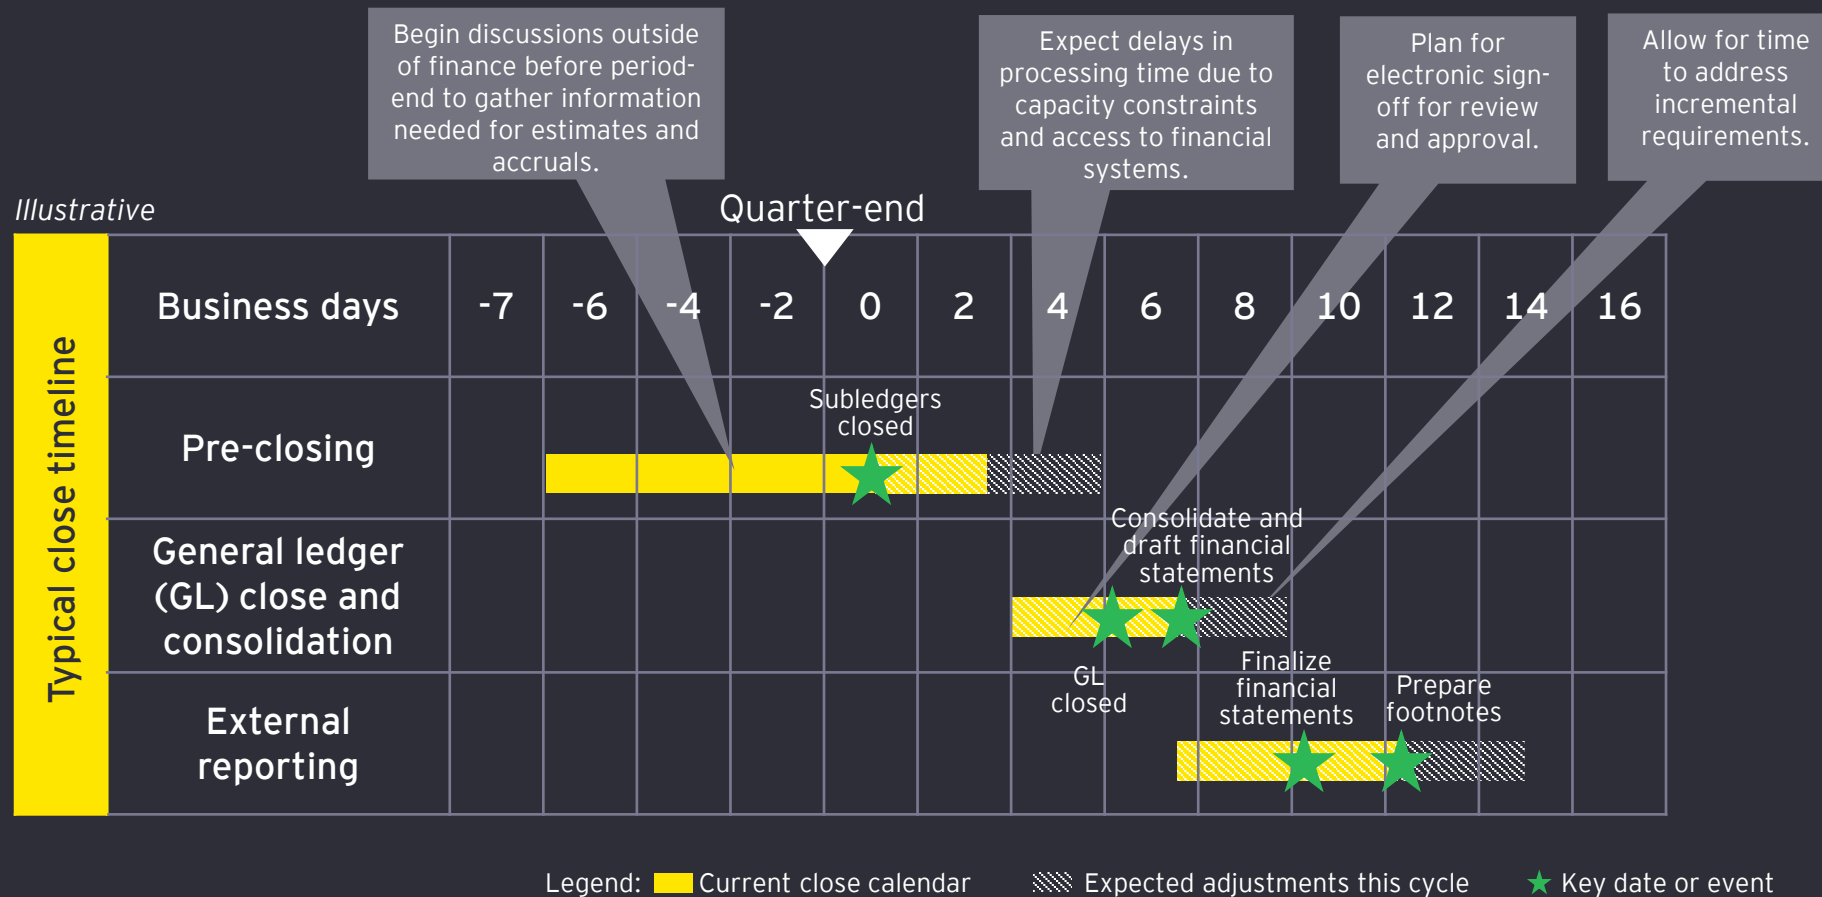 Begin discussions outside
of finance before period-
end to gather information
needed for estimates and
accruals.
Expect delays in
processing time due to
capacity constraints
and access to financial
systems.
Plan for
electronic sign-
off for review
and approval.
Allow for time
to address
incremental
requirements.
Illustrative
Quarter-end
Typical close timeline
Business days -7 -6 -4 -2 0 2 4 6 8 10 12 14 16
Pre-closing
Subledgers
closed
General ledger
(GL) close and
consolidation
Consolidate and
draft financial
statements
GL
closed
External
reporting
Finalize
financial
statements
Prepare
footnotes
Legend: Current close calendar Expected adjustments this cycle Key date or event